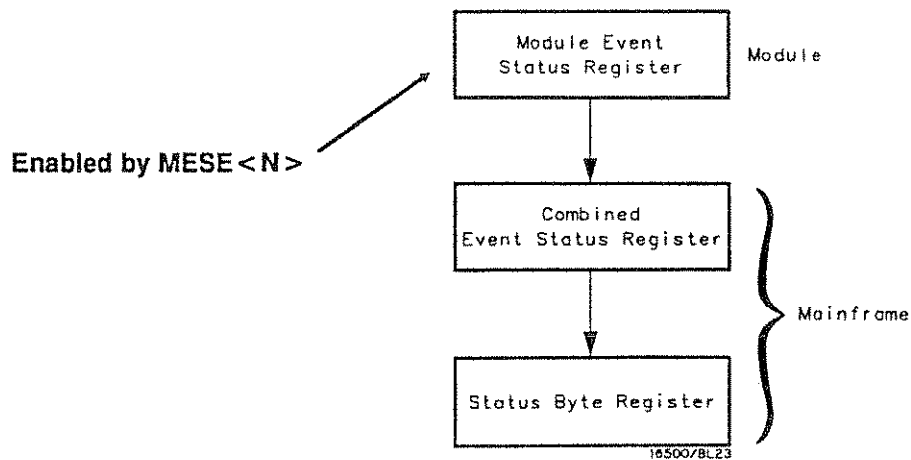 Module Event
Status Register
Module
Enabled by MESE<N>
Combined
Event Status Register
Mainframe
Status Byte Register
16500/BL23